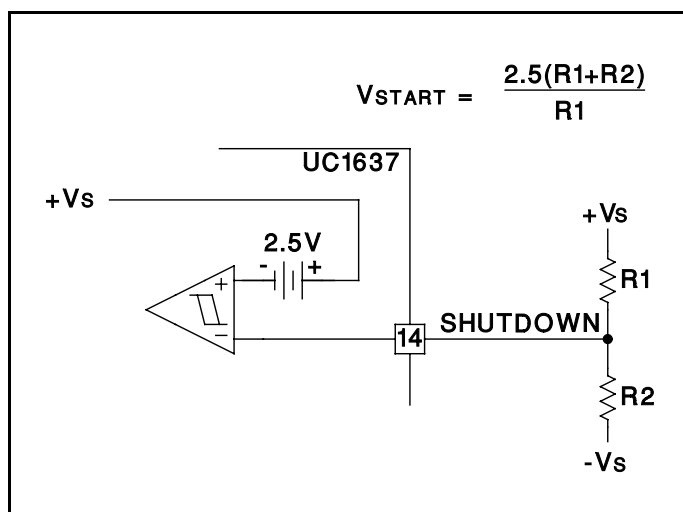 VSTART = 2.5(R1+R2)
R1
UC1637
+Vs
2.5V
- +
+Vs
+
R1
-
14
SHUTDOWN
R2
-Vs